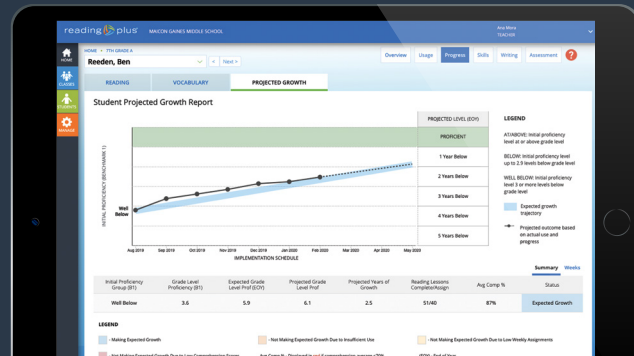 reading plus MAICON GAINES MIDDLE SCHOOL
Ana Mora
TEACHER
HOME
CLASSES
STUDENTS
MANAGE
HOME > 7TH GRADE A
Reeden, Ben < Next >
Overview Usage Progress Skills Writing Assessment ?
READING VOCABULARY PROJECTED GROWTH
Student Projected Growth Report
PROJECTED LEVEL (EOY)
PROFICIENT
1 Year Below
2 Years Below
3 Years Below
4 Years Below
5 Years Below
INITIAL PROFICIENCY (BENCHMARK 1)
Well
Below
Aug 2019 Sep 2019 Oct 2019 Nov 2019 Dec 2019 Jan 2020 Feb 2020 Mar 2020 Apr 2020 May 2020
IMPLEMENTATION SCHEDULE
LEGEND
AT/ABOVE: Initial proficiency
level at or above grade level
BELOW: Initial proficiency level
up to 2.9 levels below grade level
WELL BELOW: Initial proficiency
level 3 or more levels below
grade level
Expected growth
trajectory
Projected outcome based
on actual use and
progress
Summary Weeks
Initial Proficiency
Group (B1)
Grade Level
Proficiency (B1)
Expected Grade
Level Prof (EOY)
Projected Grade
Level Prof
Projected Years of
Growth
Reading Lessons
Complete/Assign
Avg Comp %
Status
Well Below 3.6 5.9 6.1 2.5 51/40 87% Expected Growth
LEGEND
- Making Expected Growth - Not Making Expected Growth Due to Insufficient Use - Not Making Expected Growth Due to Low Weekly Assignments